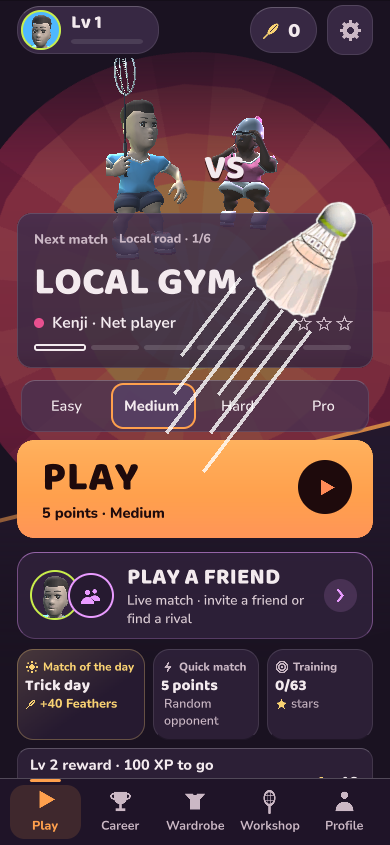 Lv 1
0
VS
Next match · Local road · 1/6
LOCAL GYM
Kenji · Net player
Easy
Medium
Hard
Pro
PLAY
5 points · Medium
PLAY A FRIEND
Live match · invite a friend or
find a rival
Match of the day
Trick day
+40 Feathers
Quick match
5 points
Random
opponent
Training
0/63
stars
Lv 2 reward · 100 XP to go
Play
Career
Wardrobe
Workshop
Profile